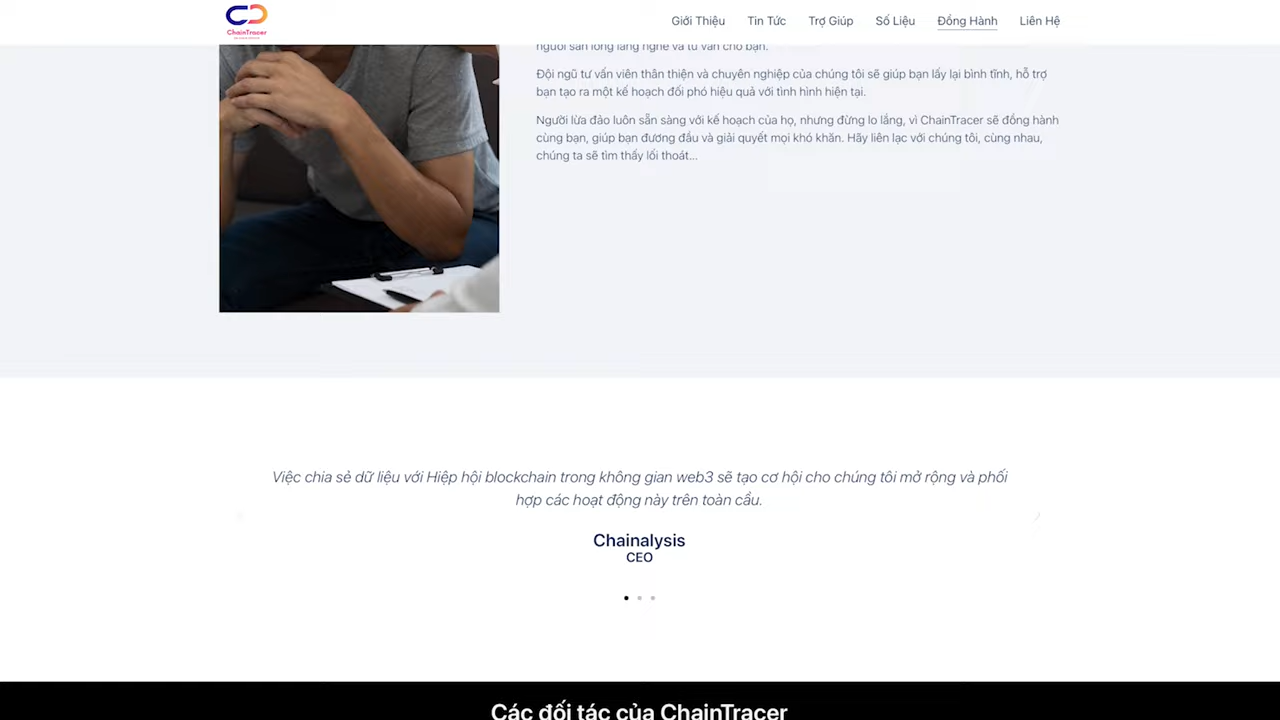 ChainTracer
Giới Thiệu Tin Tức Trợ Giúp Số Liệu Đồng Hành Liên Hệ
người sẵn lòng lắng nghe và tư vấn cho bạn.
Đội ngũ tư vấn viên thân thiện và chuyên nghiệp của chúng tôi sẽ giúp bạn lấy lại bình tĩnh, hỗ trợ
bạn tạo ra một kế hoạch đối phó hiệu quả với tình hình hiện tại.
Người lừa đảo luôn sẵn sàng với kế hoạch của họ, nhưng đừng lo lắng, vì ChainTracer sẽ đồng hành
cùng bạn, giúp bạn đương đầu và giải quyết mọi khó khăn. Hãy liên lạc với chúng tôi, cùng nhau,
chúng ta sẽ tìm thấy lối thoát...
Việc chia sẻ dữ liệu với Hiệp hội blockchain trong không gian web3 sẽ tạo cơ hội cho chúng tôi mở rộng và phối
hợp các hoạt động này trên toàn cầu.
Chainalysis
CEO
Các đối tác của ChainTracer